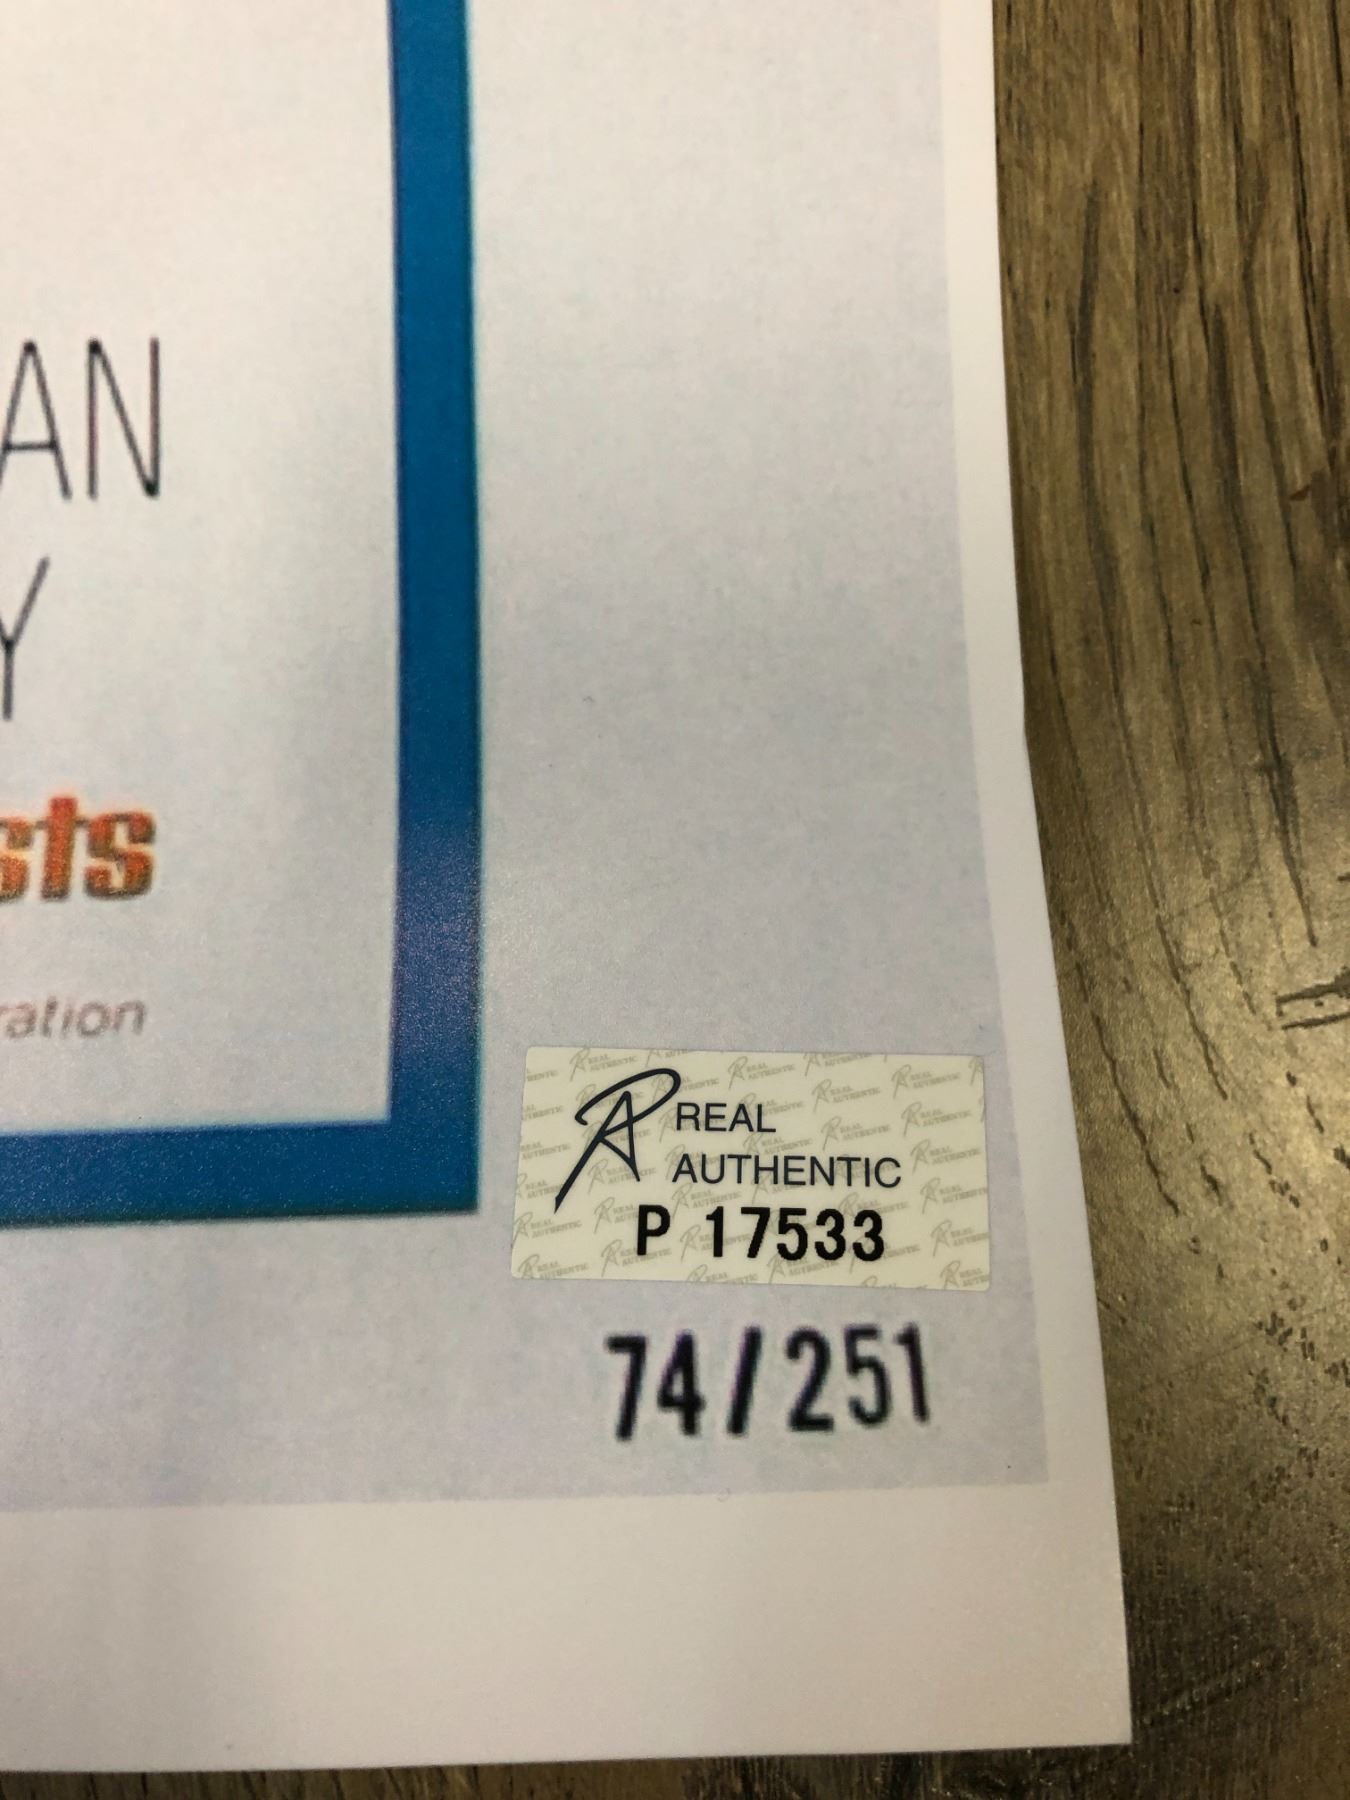 AN
Y
sts
ration
REAL
AUTHENTIC
P 17533
74/251